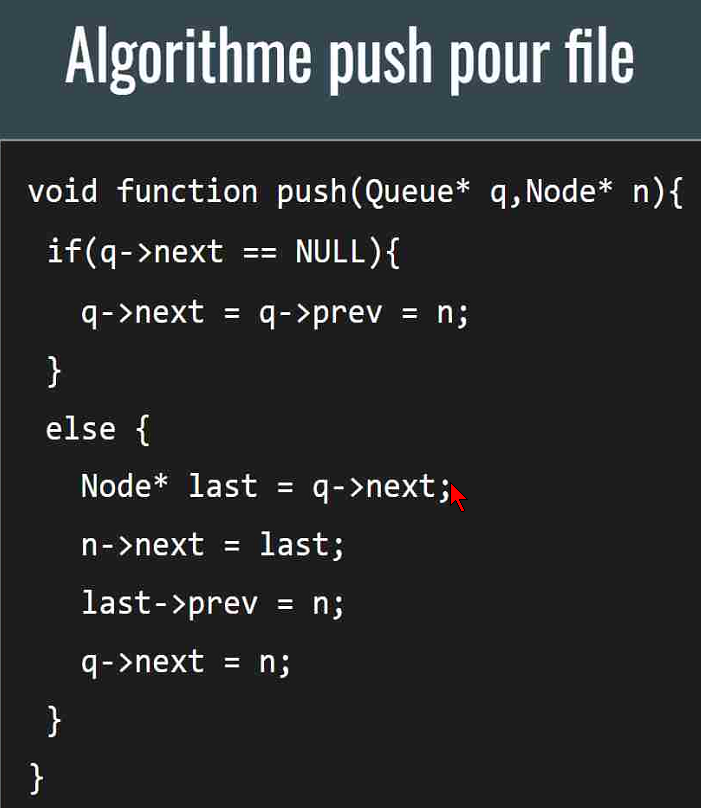 Algorithme push pour file
void function push(Queue* q,Node* n){
if(q->next == NULL){
q->next = q->prev = n;
}
else {
Node* last = q->next;
n->next = last;
last->prev = n;
q->next = n;
}
}